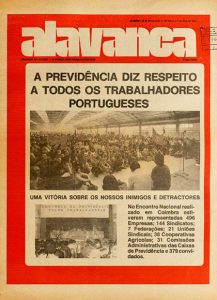 alavanca
A PREVIDÊNCIA DIZ RESPEITO
A TODOS OS TRABALHADORES
PORTUGUESES
UMA VITÓRIA SOBRE OS NOSSOS INIMIGOS E DETRACTORES
No Encontro Nacional reali-
zado em Coimbra esti-
veram representadas 496
Empresas; 144 Sindicatos;
7 Federações; 21 Uniões
Sindicais; 36 Cooperativas
Agrícolas; 31 Comissões
Administrativas das Caixas
de Previdência e 379 convi-
dados.